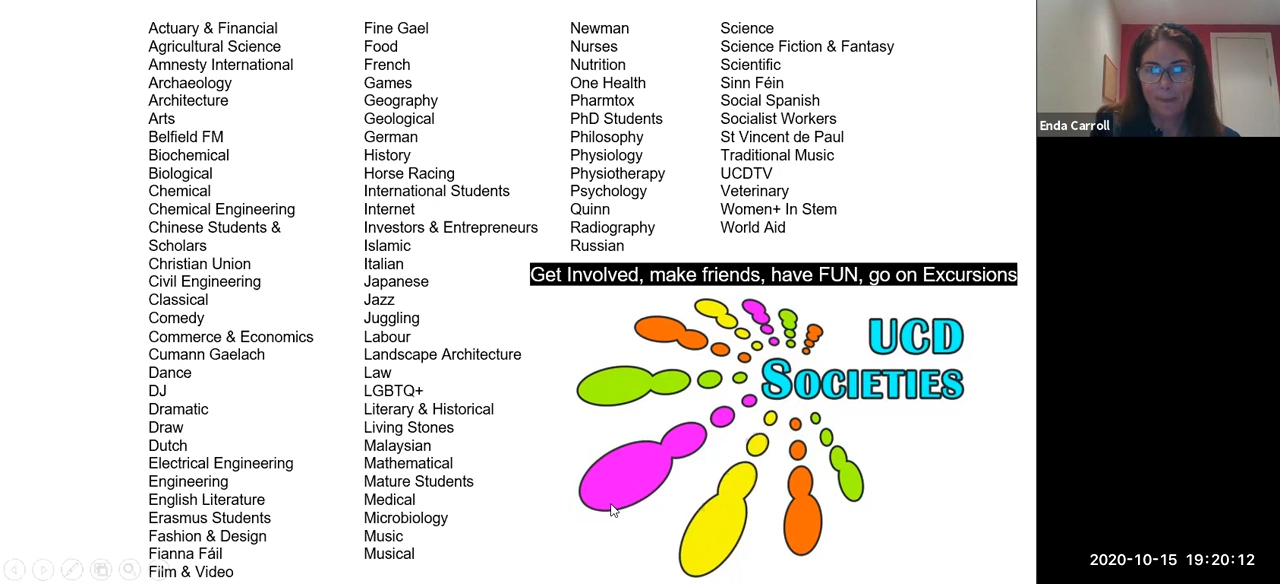 Actuary & Financial
Agricultural Science
Amnesty International
Archaeology
Architecture
Arts
Belfield FM
Biochemical
Biological
Chemical
Chemical Engineering
Chinese Students &
Scholars
Christian Union
Civil Engineering
Classical
Comedy
Commerce & Economics
Cumann Gaelach
Dance
DJ
Dramatic
Draw
Dutch
Electrical Engineering
Engineering
English Literature
Erasmus Students
Fashion & Design
Fianna Fáil
Film & Video
Fine Gael
Food
French
Games
Geography
Geological
German
History
Horse Racing
International Students
Internet
Investors & Entrepreneurs
Islamic
Italian
Japanese
Jazz
Juggling
Labour
Landscape Architecture
Law
LGBTQ+
Literary & Historical
Living Stones
Malaysian
Mathematical
Mature Students
Medical
Microbiology
Music
Musical
Newman
Nurses
Nutrition
One Health
Pharmtox
PhD Students
Philosophy
Physiology
Physiotherapy
Psychology
Quinn
Radiography
Russian
Science
Science Fiction & Fantasy
Scientific
Sinn Féin
Social Spanish
Socialist Workers
St Vincent de Paul
Traditional Music
UCDTV
Veterinary
Women+ In Stem
World Aid
Get Involved, make friends, have FUN, go on Excursions
UCD
SOCIETIES
Enda Carroll
2020-10-15 19:20:12